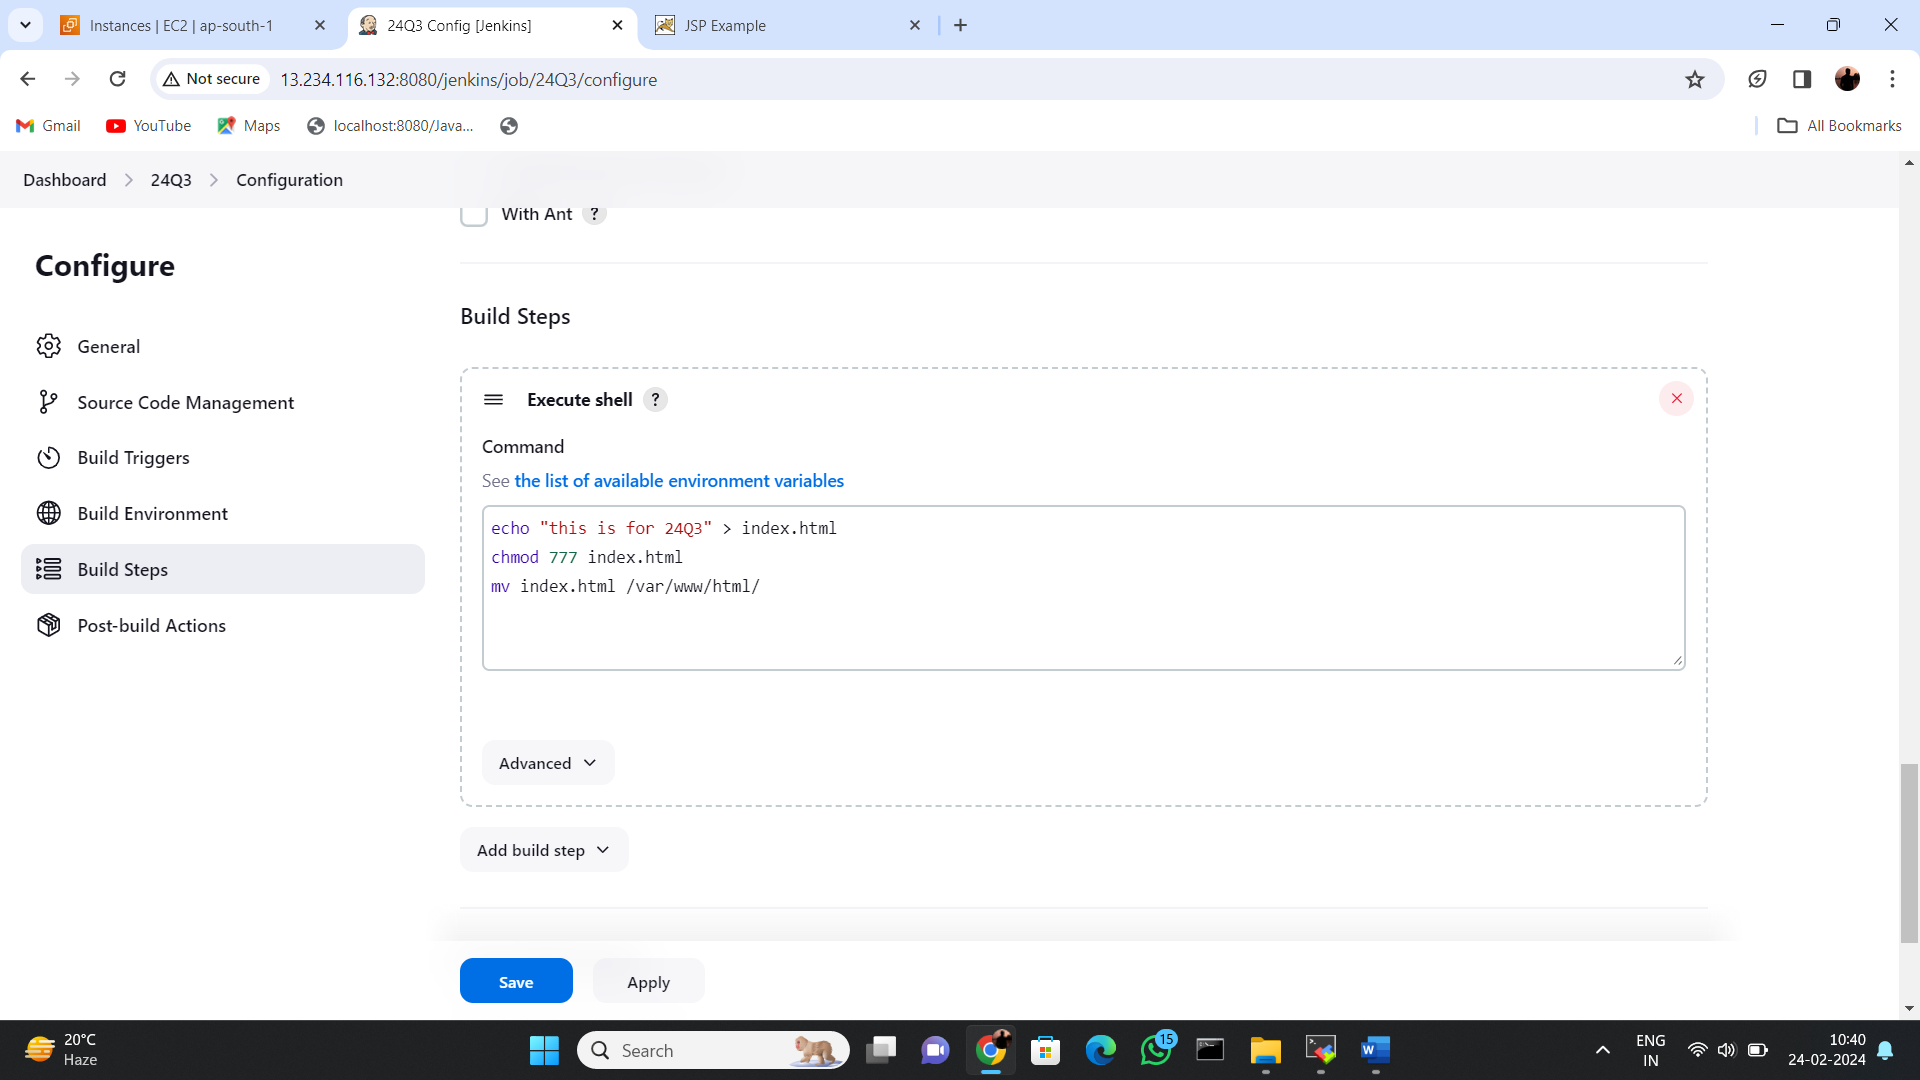 Instances | EC2 | ap-south-1
24Q3 Config [Jenkins]
JSP Example
Not secure
13.234.116.132:8080/jenkins/job/24Q3/configure
Gmail
YouTube
Maps
localhost:8080/Java...
All Bookmarks
Dashboard
24Q3
Configuration
With Ant ?
Configure
General
Source Code Management
Build Triggers
Build Environment
Build Steps
Post-build Actions
Build Steps
Execute shell ?
Command
See the list of available environment variables
echo "this is for 24Q3" > index.html
chmod 777 index.html
mv index.html /var/www/html/
Advanced
Add build step
Save
Apply
20°C
Haze
Search
15
W
ENG
IN
10:40
24-02-2024